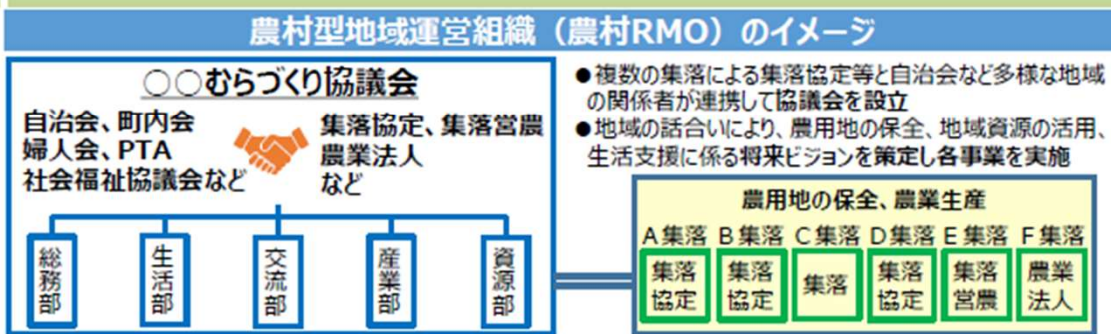 農村型地域運営組織（農村RMO）のイメージ
○○むらづくり協議会
自治会、町内会
婦人会、PTA
社会福祉協議会など
集落協定、集落営農
農業法人
など
総務部
生活部
交流部
産業部
資源部
●複数の集落による集落協定等と自治会など多様な地域
の関係者が連携して協議会を設立
●地域の話合いにより、農用地の保全、地域資源の活用、
生活支援に係る将来ビジョンを策定し各事業を実施
農用地の保全、農業生産
A集落 B集落 C集落 D集落 E集落 F集落
集落協定
集落協定
集落
集落協定
集落営農
農業法人